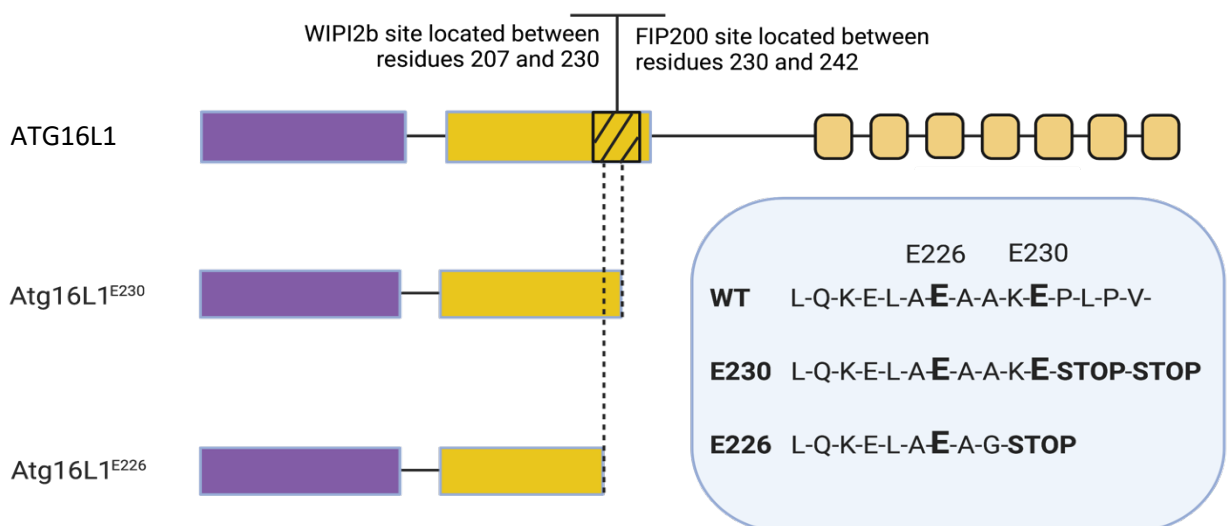 WIPI2b site located between
residues 207 and 230
FIP200 site located between
residues 230 and 242
ATG16L1
Atg16L1E230
Atg16L1E226
E226 E230
WT L-Q-K-E-L-A-E-A-A-K-E-P-L-P-V-
E230 L-Q-K-E-L-A-E-A-A-K-E-STOP-STOP
E226 L-Q-K-E-L-A-E-A-G-STOP